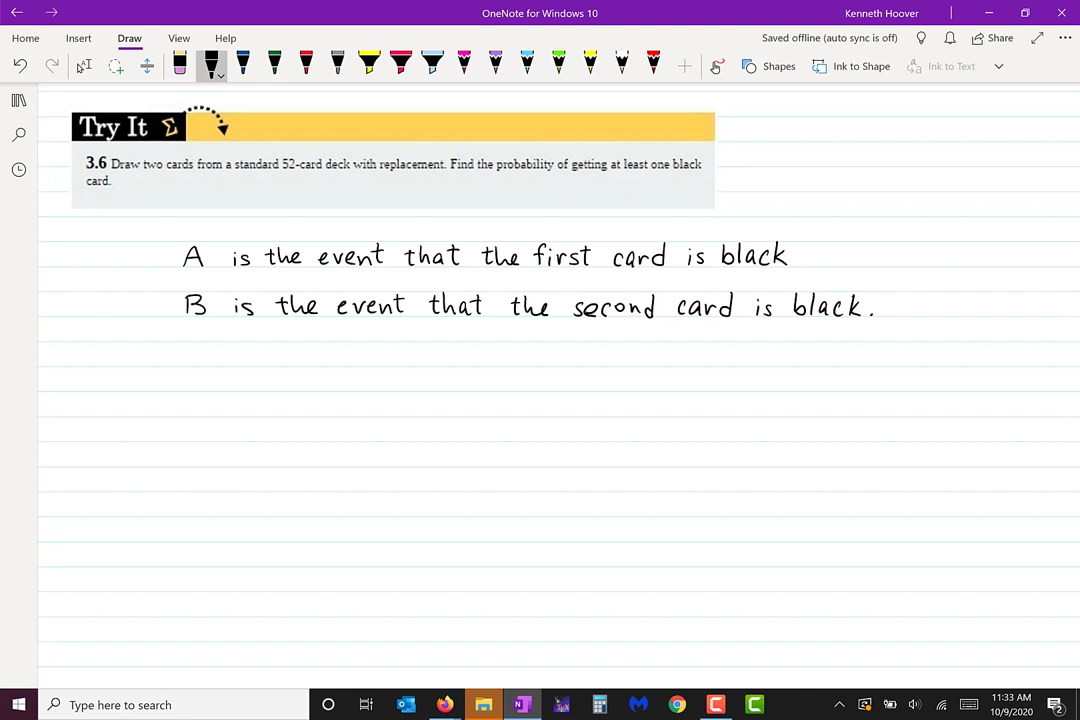 OneNote for Windows 10
Kenneth Hoover
Home Insert Draw View Help
Saved offline (auto sync is off)
Share
Shapes
Ink to Shape
Ink to Text
Try It Σ
3.6 Draw two cards from a standard 52-card deck with replacement. Find the probability of getting at least one black
card.
A is the event that the first card is black
B is the event that the second card is black.
Type here to search
11:33 AM
10/9/2020
2